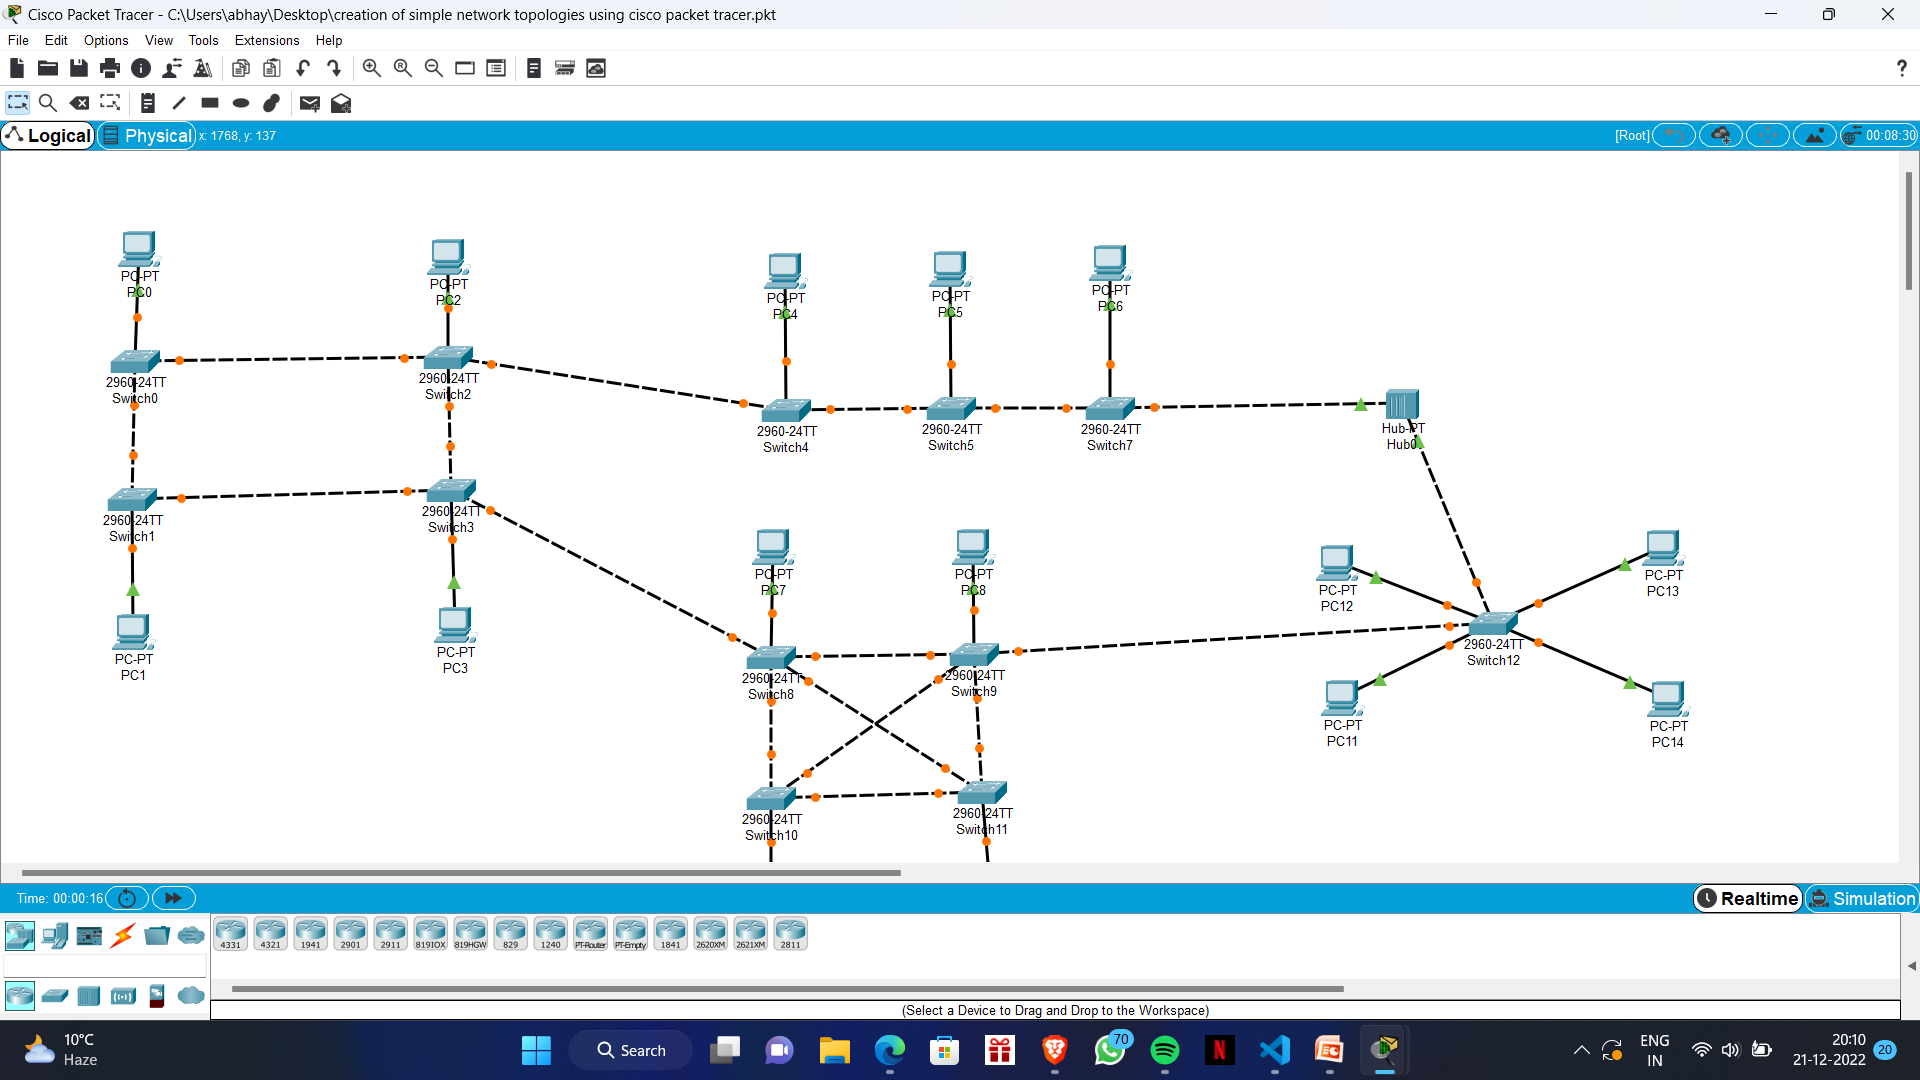 Cisco Packet Tracer - C:\Users\abhay\Desktop\creation of simple network topologies using cisco packet tracer.pkt
File Edit Options View Tools Extensions Help
?
Logical Physical x: 1768, y: 137 [Root] 00:08:30
PC-PT
PC0
PC-PT
PC2
PC-PT
PC4
PC-PT
PC5
PC-PT
PC6
2960-24TT
Switch0
2960-24TT
Switch2
2960-24TT
Switch4
2960-24TT
Switch5
2960-24TT
Switch7
Hub-PT
Hub0
2960-24TT
Switch1
2960-24TT
Switch3
PC-PT
PC7
PC-PT
PC8
PC-PT
PC12
PC-PT
PC13
PC-PT
PC1
PC-PT
PC3
2960-24TT
Switch8
2960-24TT
Switch9
2960-24TT
Switch12
PC-PT
PC11
PC-PT
PC14
2960-24TT
Switch10
2960-24TT
Switch11
Time: 00:00:16 Realtime Simulation
4331 4321 1941 2901 2911 819IOX 819HGW 829 1240 PT-Router PT-Empty 1841 2620XM 2621XM 2811
(Select a Device to Drag and Drop to the Workspace)
10°C
Haze
Search
70
N
ENG
IN
20:10
21-12-2022
20